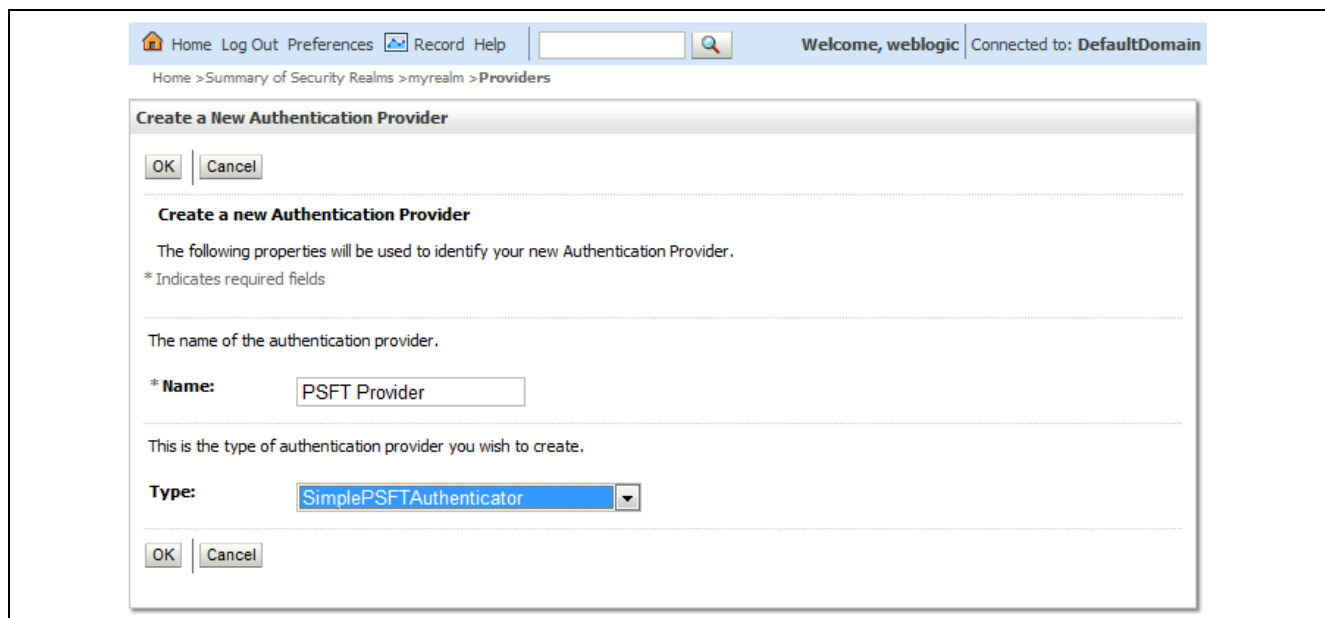 Home Log Out Preferences Record Help Welcome, weblogic Connected to: DefaultDomain
Home >Summary of Security Realms >myrealm >Providers
Create a New Authentication Provider
OK Cancel
Create a new Authentication Provider
The following properties will be used to identify your new Authentication Provider.
* Indicates required fields
The name of the authentication provider.
* Name: PSFT Provider
This is the type of authentication provider you wish to create.
Type: SimplePSFTAuthenticator
OK Cancel